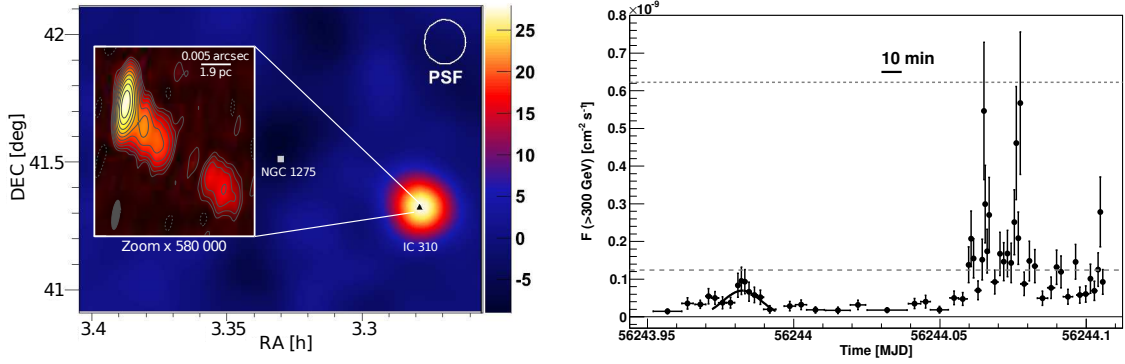 42
41.5
41
DEC [deg]
0.005 arcsec
1.9 pc
Zoom x 580 000
NGC 1275
IC 310
PSF
3.4
3.35
3.3
RA [h]
25
20
15
10
5
0
-5
0.8
0.7
0.6
0.5
0.4
0.3
0.2
0.1
0
×10⁻⁹
F (>300 GeV) [cm⁻² s⁻¹]
10 min
56243.95
56244
56244.05
56244.1
Time [MJD]